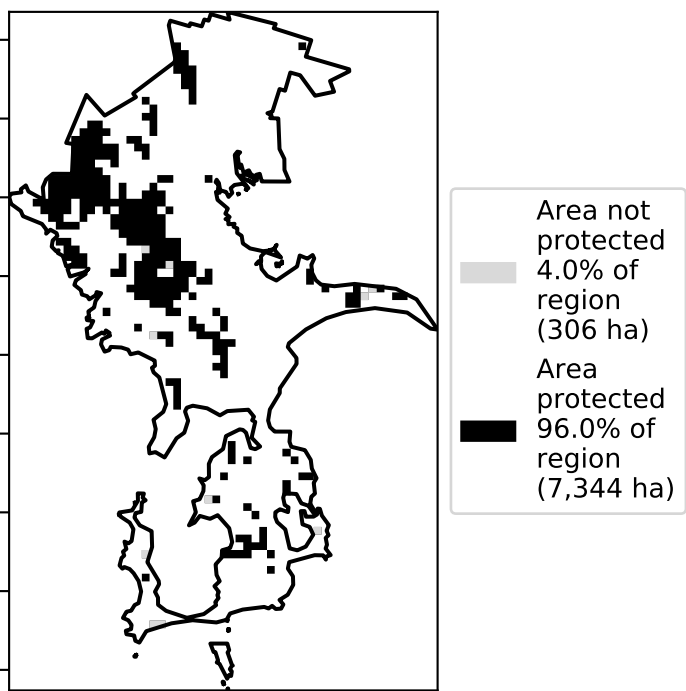 Area not
protected
4.0% of
region
(306 ha)
Area
protected
96.0% of
region
(7,344 ha)